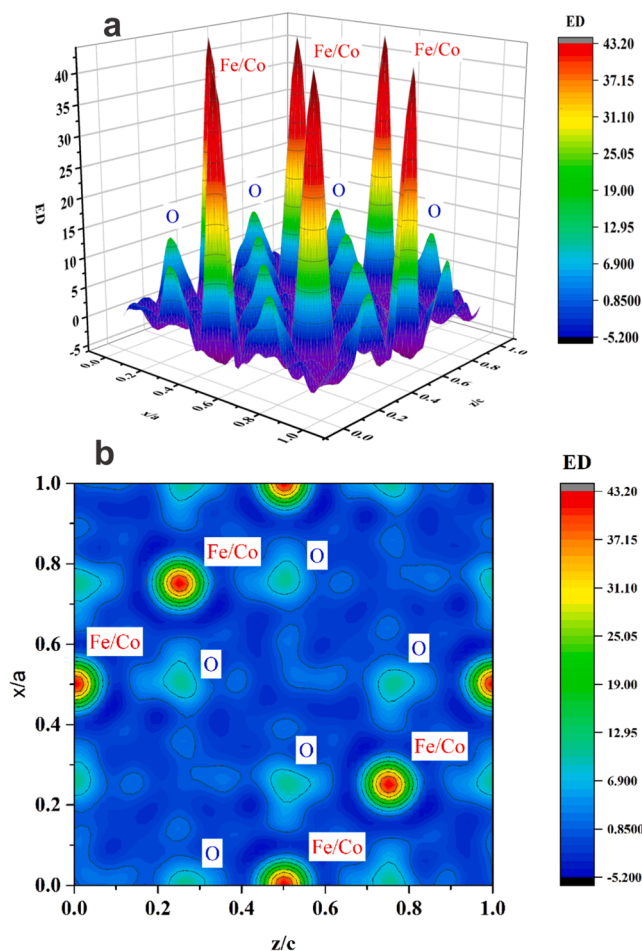 a
ED
43.20
37.15
31.10
25.05
19.00
12.95
6.900
0.8500
-5.200
Fe/Co
Fe/Co
Fe/Co
O
O
O
O
40
35
30
25
20
15
10
5
0
-5
ED
0.0
0.2
0.4
0.6
0.8
1.0
x/a
0.0
0.2
0.4
0.6
0.8
1.0
z/c
b
ED
43.20
37.15
31.10
25.05
19.00
12.95
6.900
0.8500
-5.200
1.0
0.8
0.6
0.4
0.2
0.0
x/a
Fe/Co
O
Fe/Co
O
O
Fe/Co
O
Fe/Co
O
0.0
0.2
0.4
0.6
0.8
1.0
z/c